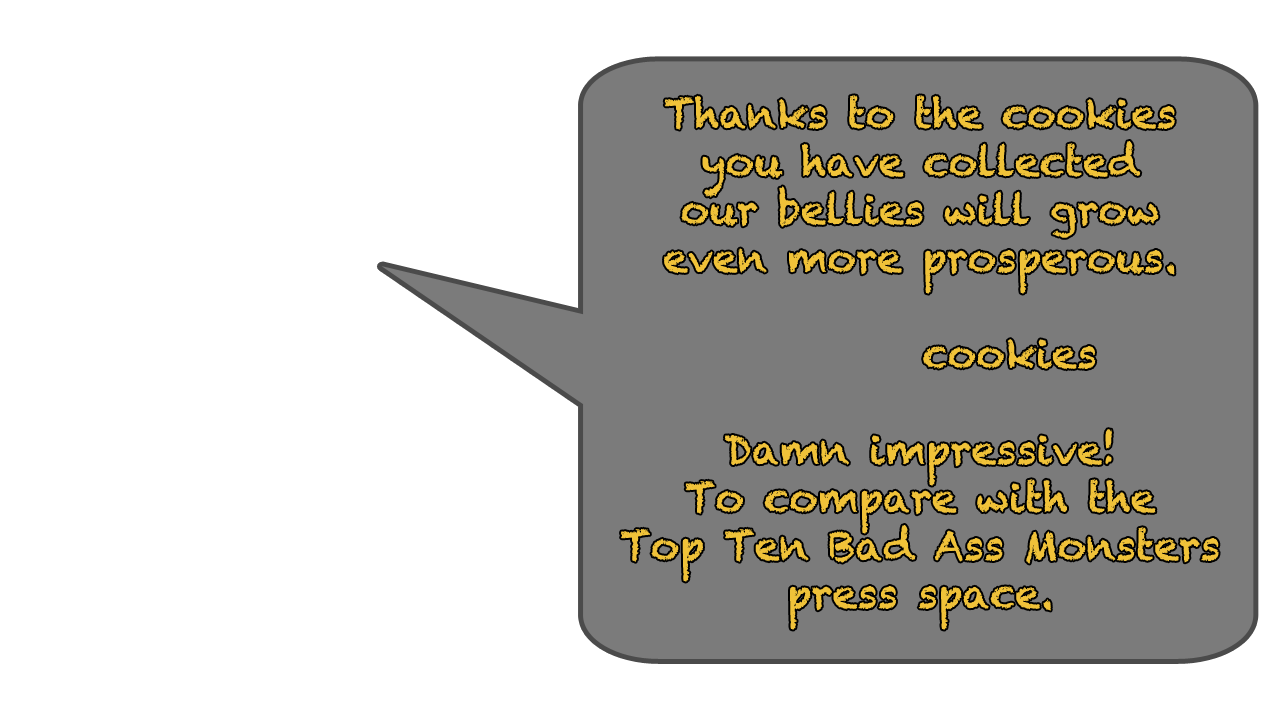 Thanks to the cookies
you have collected
our bellies will grow
even more prosperous.
cookies
Damn impressive!
To compare with the
Top Ten Bad Ass Monsters
press space.